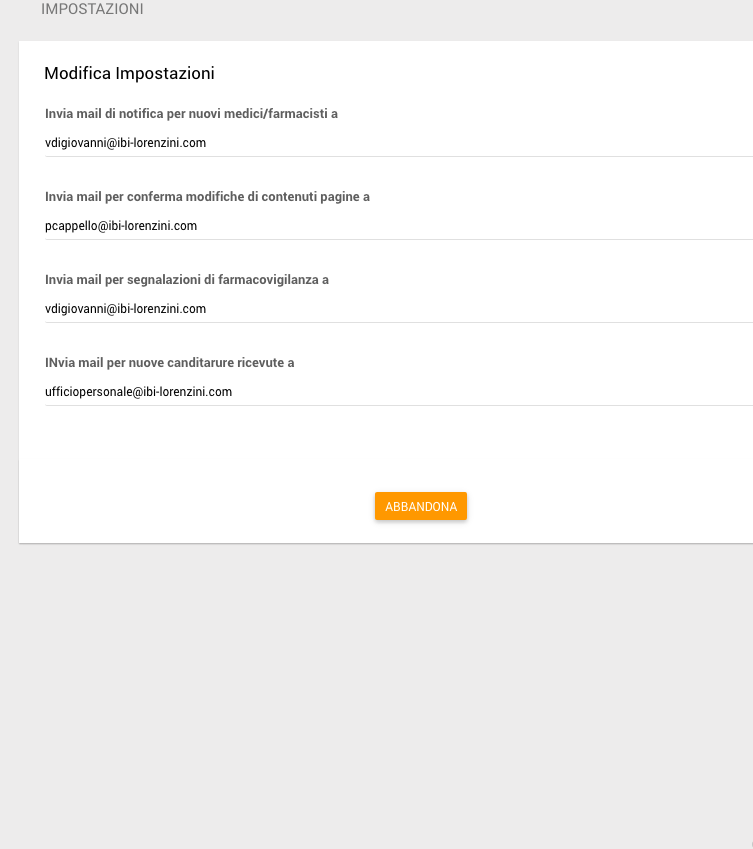 IMPOSTAZIONI
Modifica Impostazioni
Invia mail di notifica per nuovi medici/farmacisti a
vdigiovanni@ibi-lorenzini.com
Invia mail per conferma modifiche di contenuti pagine a
pcappello@ibi-lorenzini.com
Invia mail per segnalazioni di farmacovigilanza a
vdigiovanni@ibi-lorenzini.com
INvia mail per nuove canditarure ricevute a
ufficiopersonale@ibi-lorenzini.com
ABBANDONA